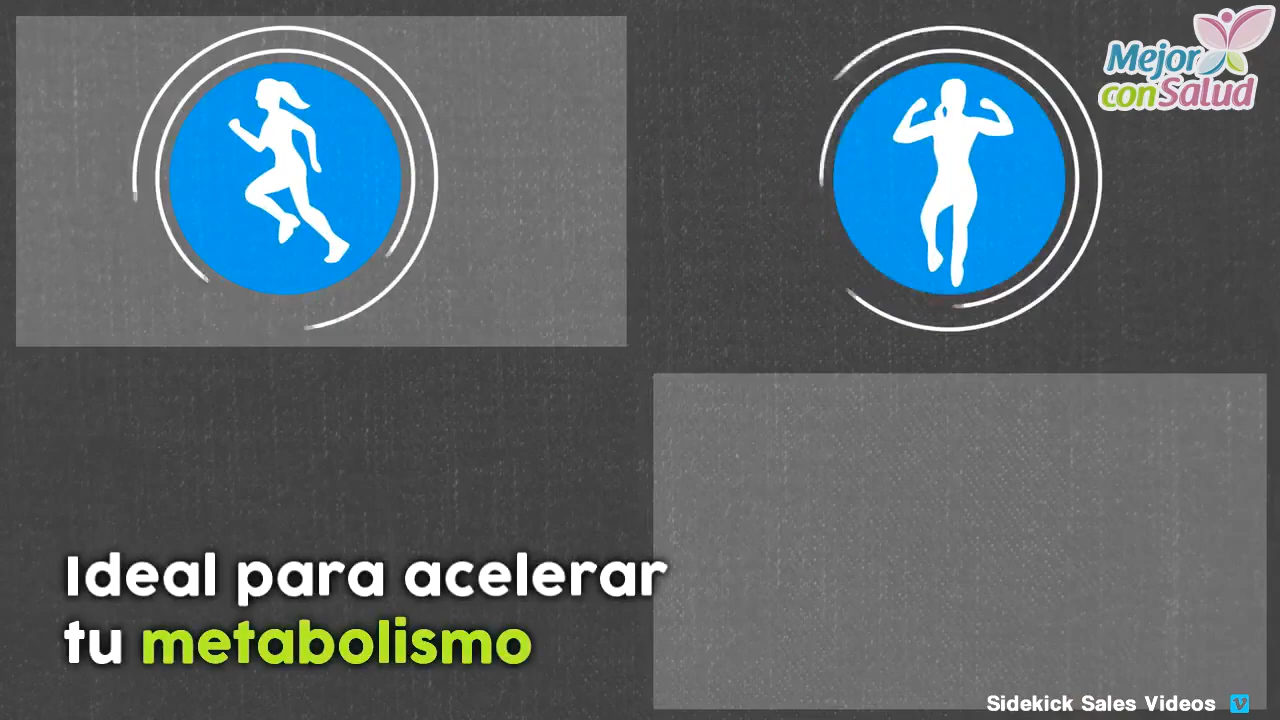 Mejor
conSalud
Ideal para acelerar
tu metabolismo
Sidekick Sales Videos